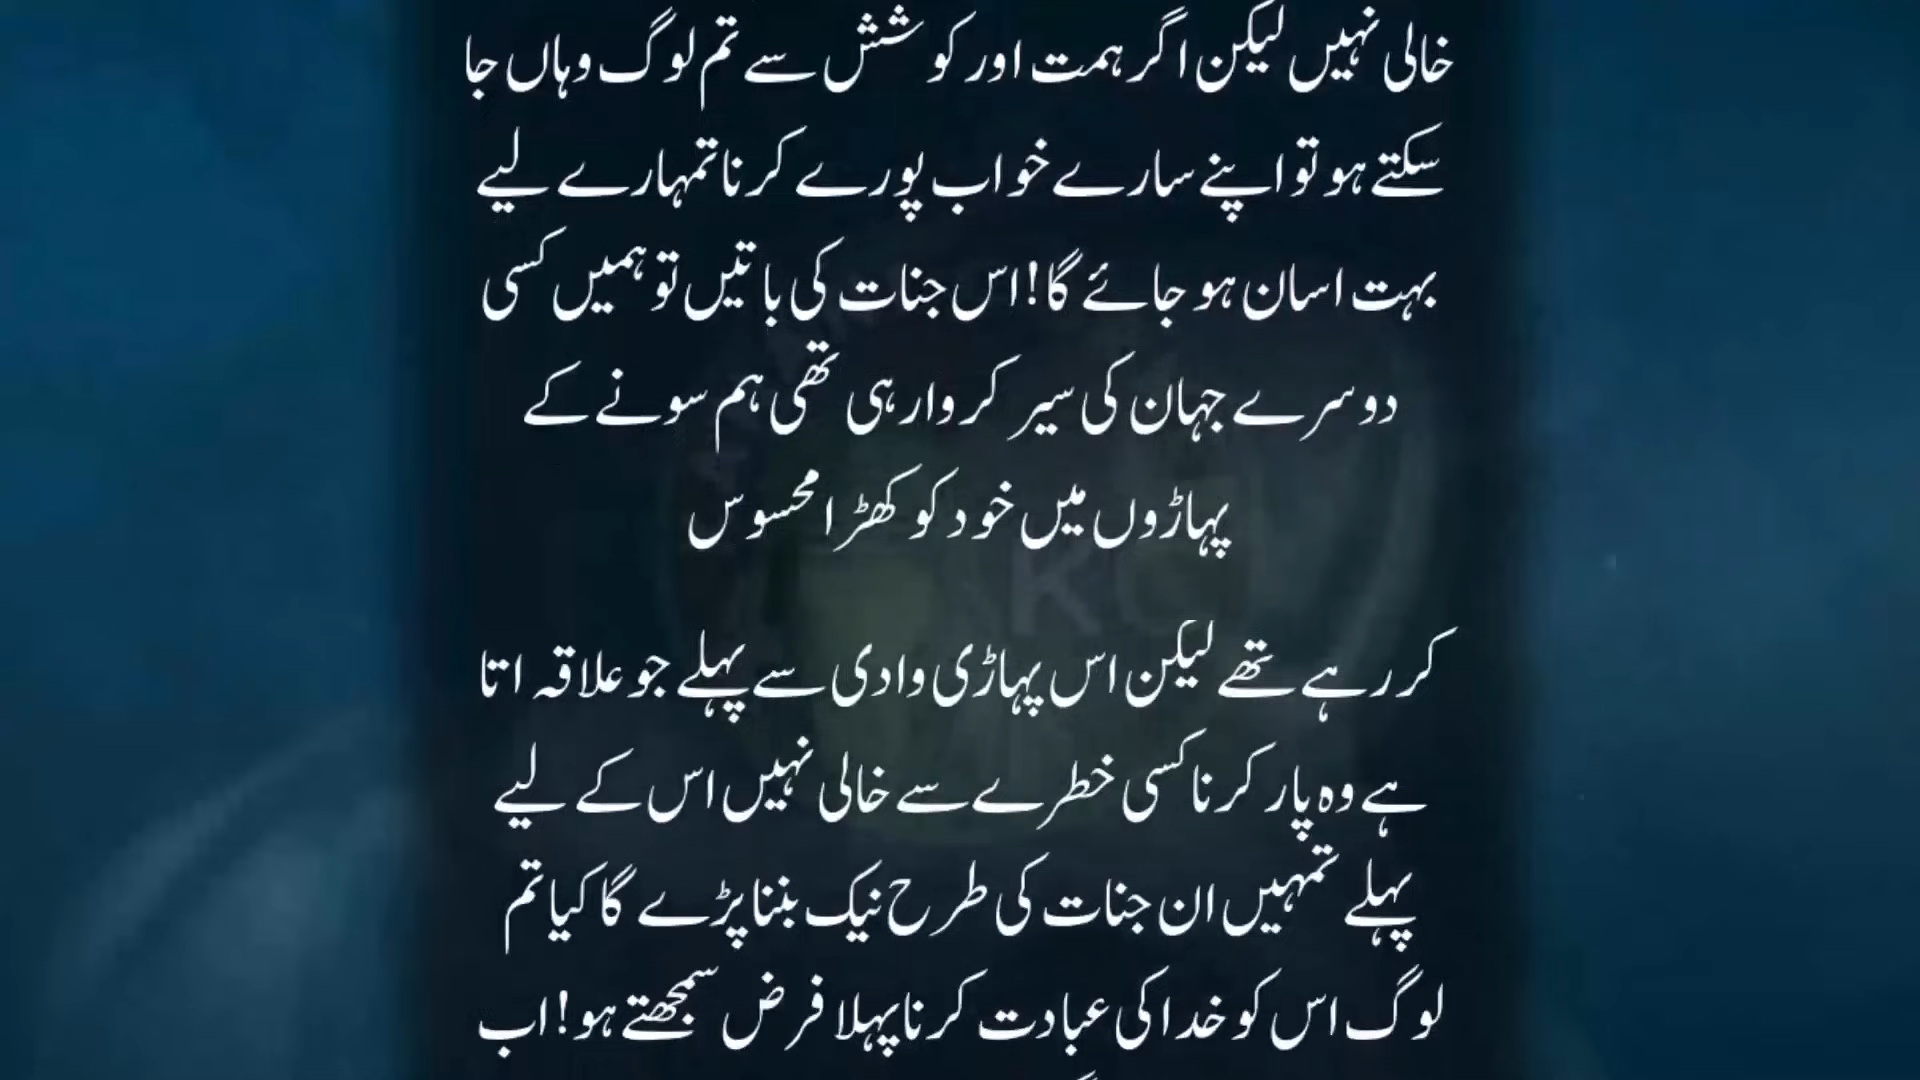 خالی نہیں لیکن اگر ہمت اور کوشش سے تم لوگ وہاں جا
سکتے ہو تو اپنے سارے خواب پورے کرنا تمہارے لیے
بہت اسان ہو جائے گا!اس جنات کی باتیں تو ہمیں کسی
دوسرے جہان کی سیر کروا رہی تھی ہم سونے کے
پہاڑوں میں خود کو کھڑا محسوس
کر رہے تھے لیکن اس پہاڑی وادی سے پہلے جو علاقہ اتا
ہے وہ پار کرنا کسی خطرے سے خالی نہیں اس کے لیے
پہلے تمہیں ان جنات کی طرح نیک بننا پڑے گا کیا تم
لوگ اس کو خدا کی عبادت کرنا پہلا فرض سمجھتے ہو!اب